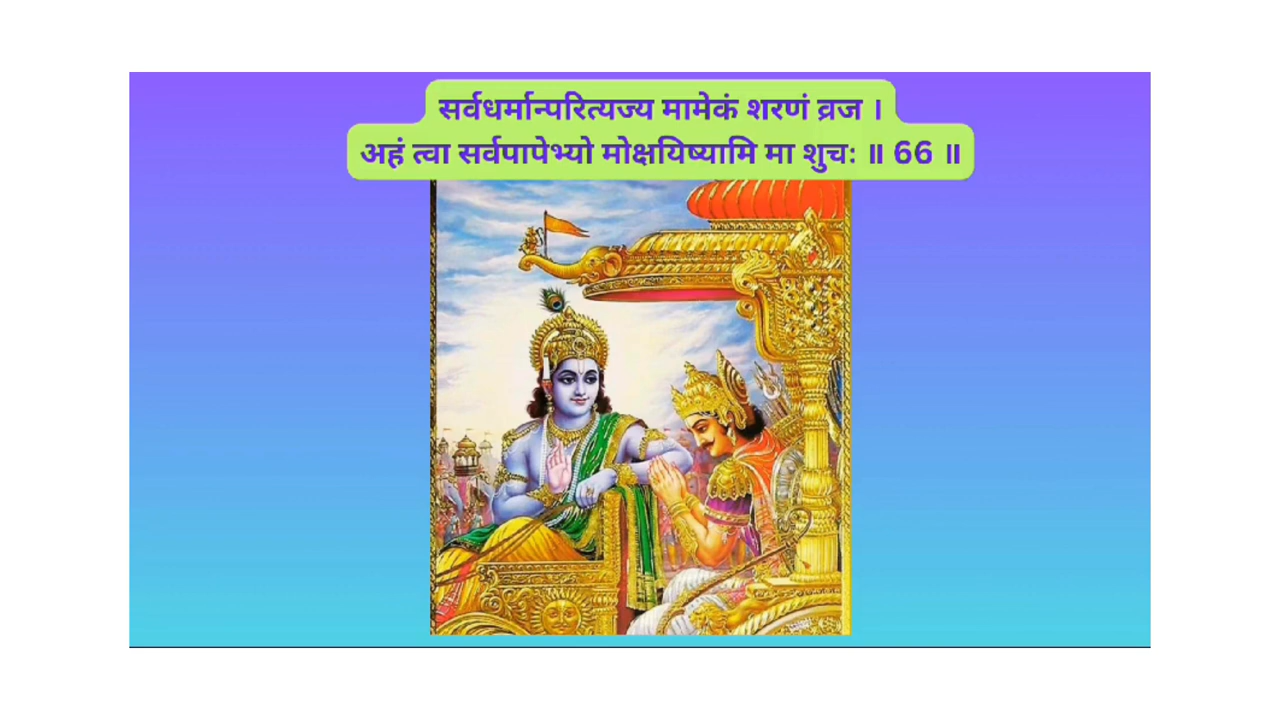 सर्वधर्मान्परित्यज्य मामेकं शरणं व्रज ।
अहं त्वा सर्वपापेभ्यो मोक्षयिष्यामि मा शुचः ॥ 66 ॥